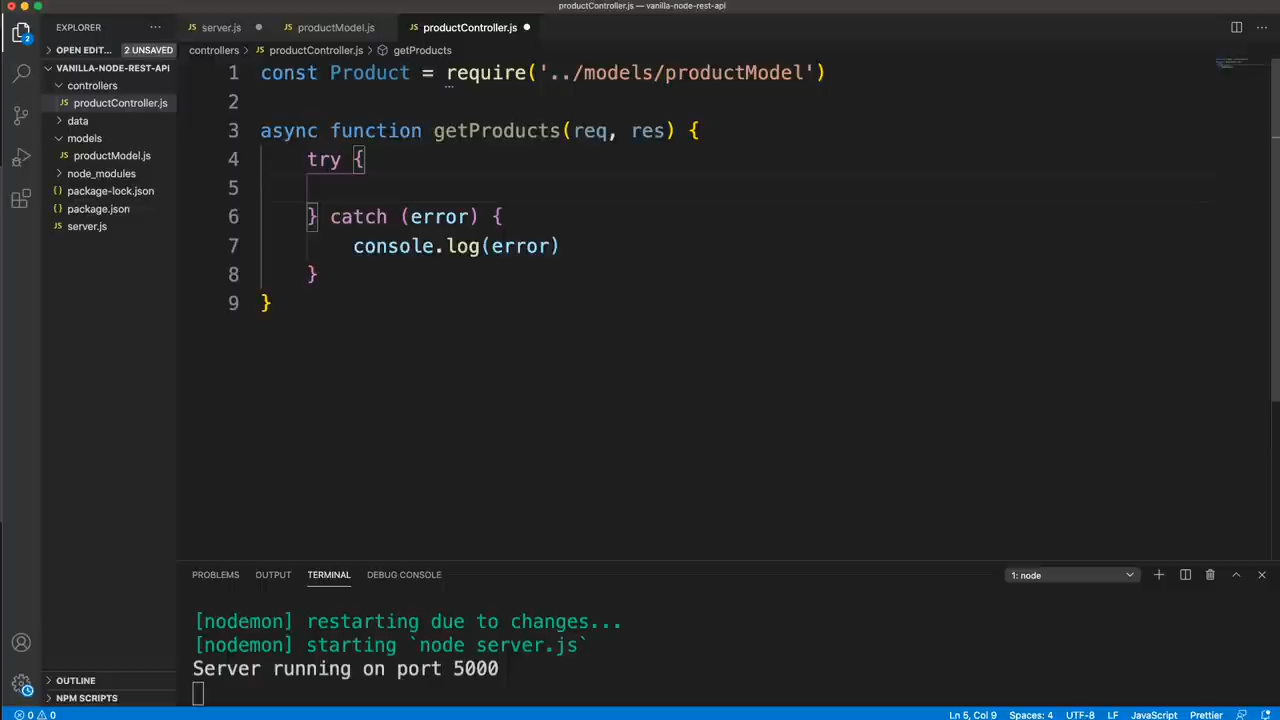 productController.js — vanilla-node-rest-api
EXPLORER
server.js
productModel.js
productController.js
OPEN EDIT... 2 UNSAVED
controllers > JS productController.js > getProducts
VANILLA-NODE-REST-API
controllers
JS productController.js
data
models
JS productModel.js
node_modules
{} package-lock.json
{} package.json
JS server.js
1 const Product = require('../models/productModel')
2
3 async function getProducts(req, res) {
4 try {
5
6 } catch (error) {
7 console.log(error)
8 }
9 }
PROBLEMS OUTPUT TERMINAL DEBUG CONSOLE
1: node
[nodemon] restarting due to changes...
[nodemon] starting `node server.js`
Server running on port 5000
OUTLINE
NPM SCRIPTS
0 0
Ln 5, Col 9 Spaces: 4 UTF-8 LF JavaScript Prettier